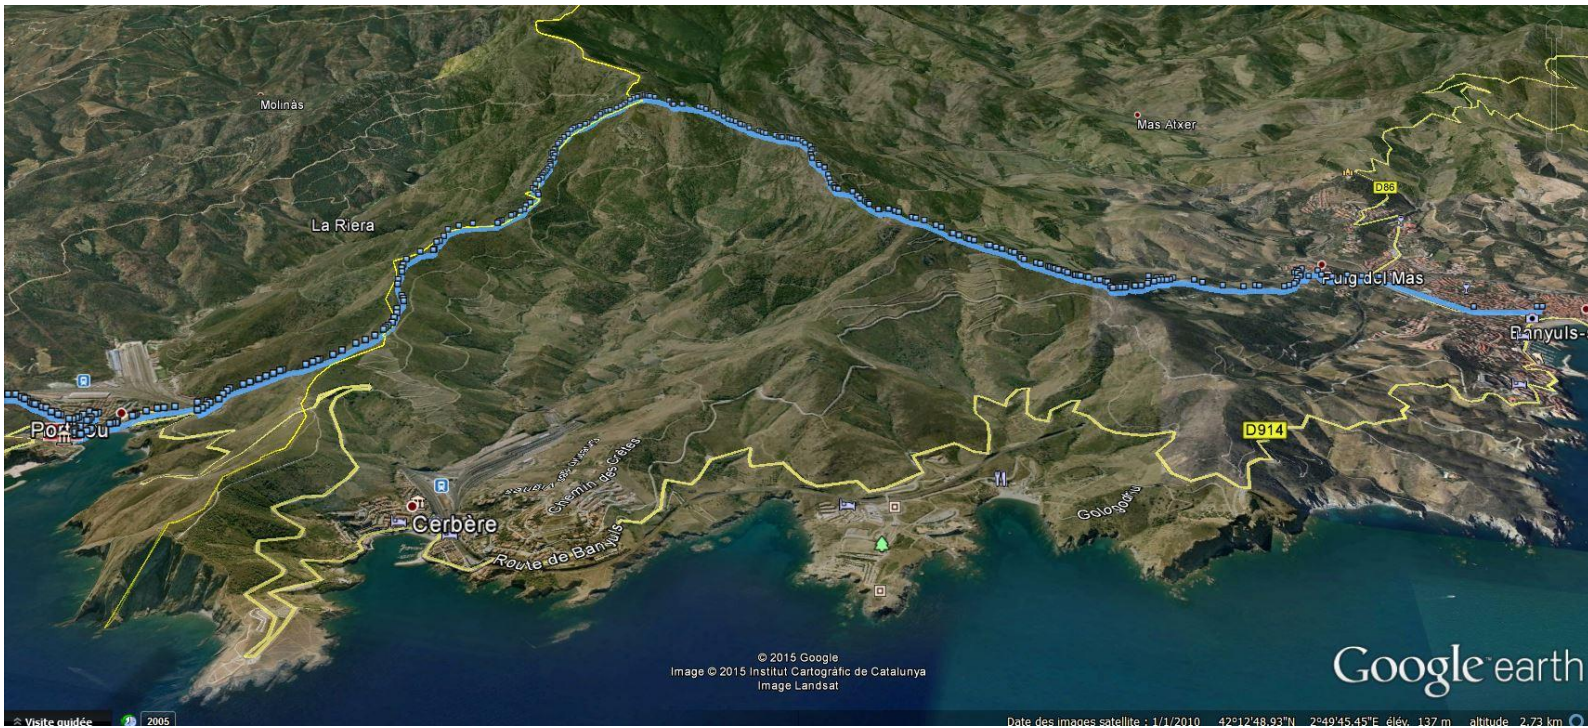 Molinàs
Mas Atxer
D86
La Riera
Puig del Mas
Banyuls-
Portbou
D914
Chemin des Crêtes
Cerbère
Route de Banyuls
© 2015 Google
Image © 2015 Institut Cartogràfic de Catalunya
Image Landsat
Google earth
Visite guidée
2005
Date des images satellite : 1/1/2010 42°12'48.93"N 2°49'45.45"E élév. 137 m altitude 2.73 km